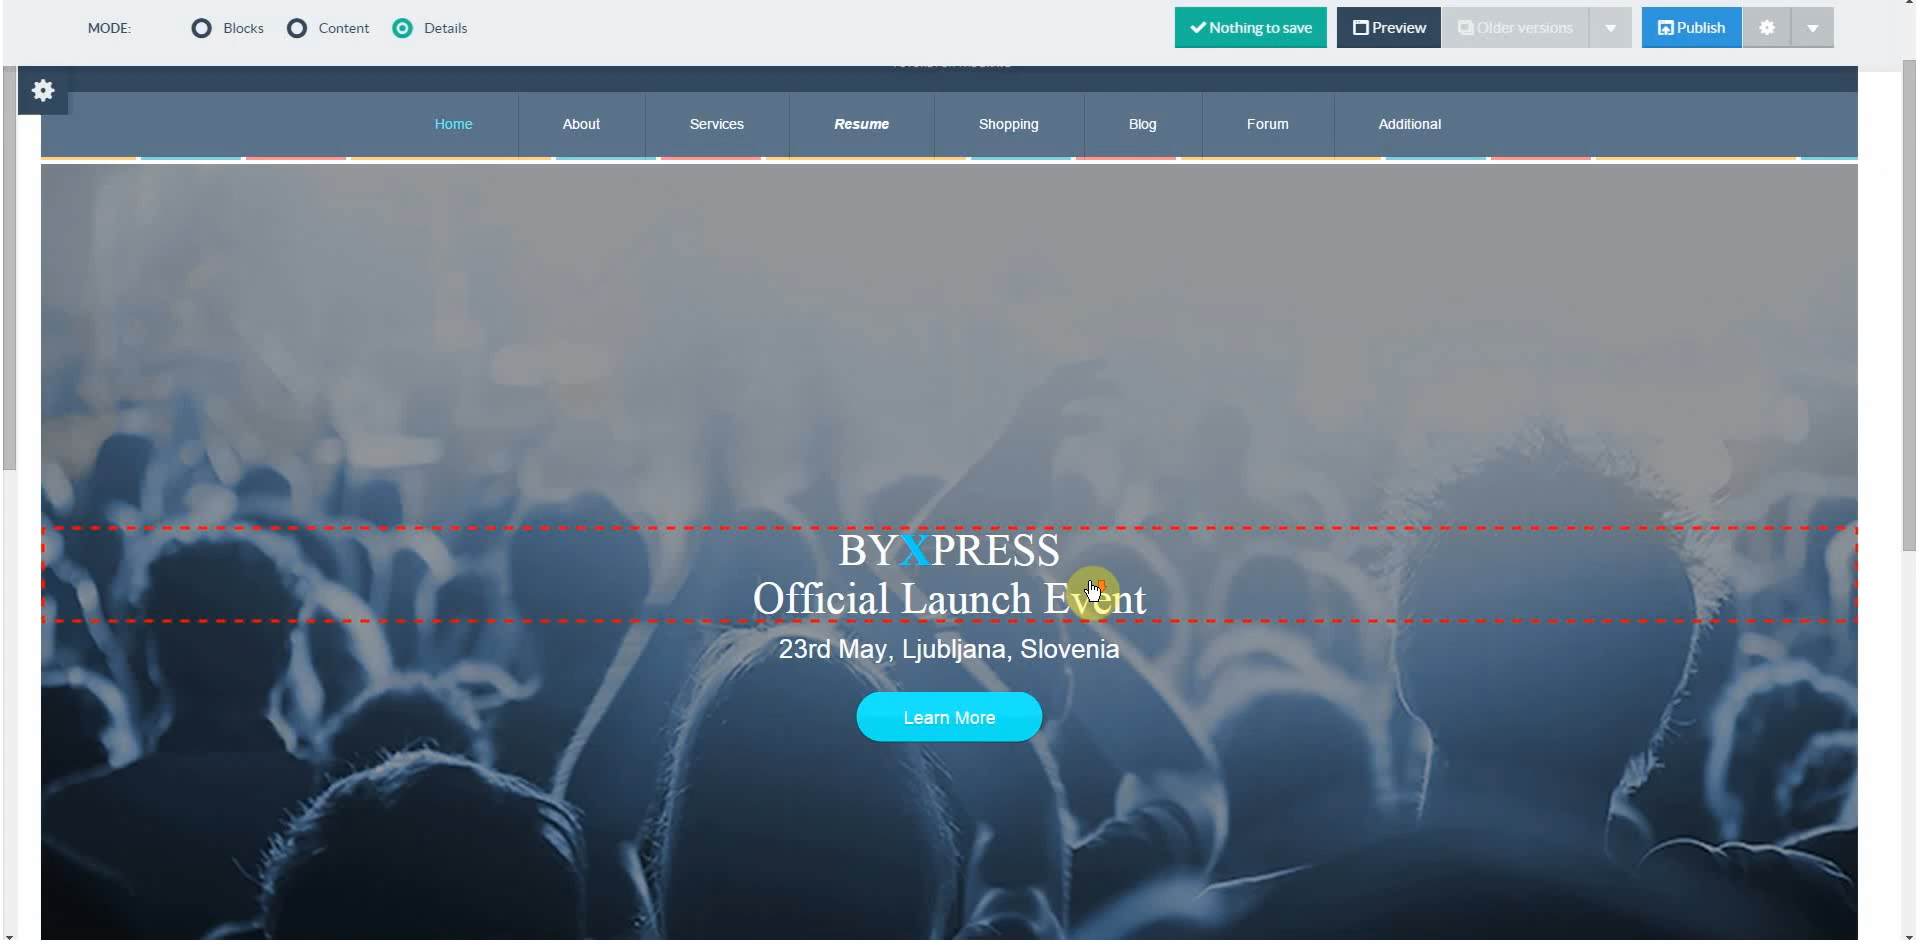 MODE: Blocks Content Details Nothing to save Preview Older versions Publish
Home About Services Resume Shopping Blog Forum Additional
BYXPRESS
Official Launch Event
23rd May, Ljubljana, Slovenia
Learn More